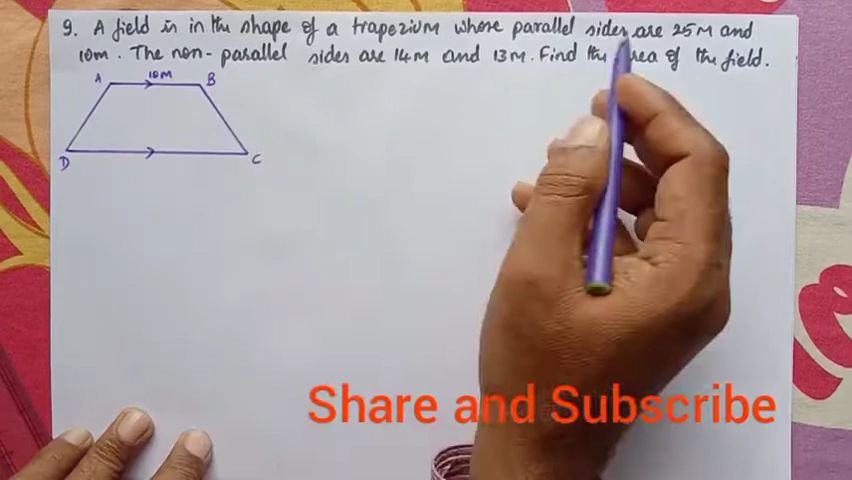 9. A field is in the shape of a trapezium whose parallel sides are 25M and
10m. The non-parallel sides are 14M and 13M. Find the area of the field.
A 10M B
D C
Share and Subscribe